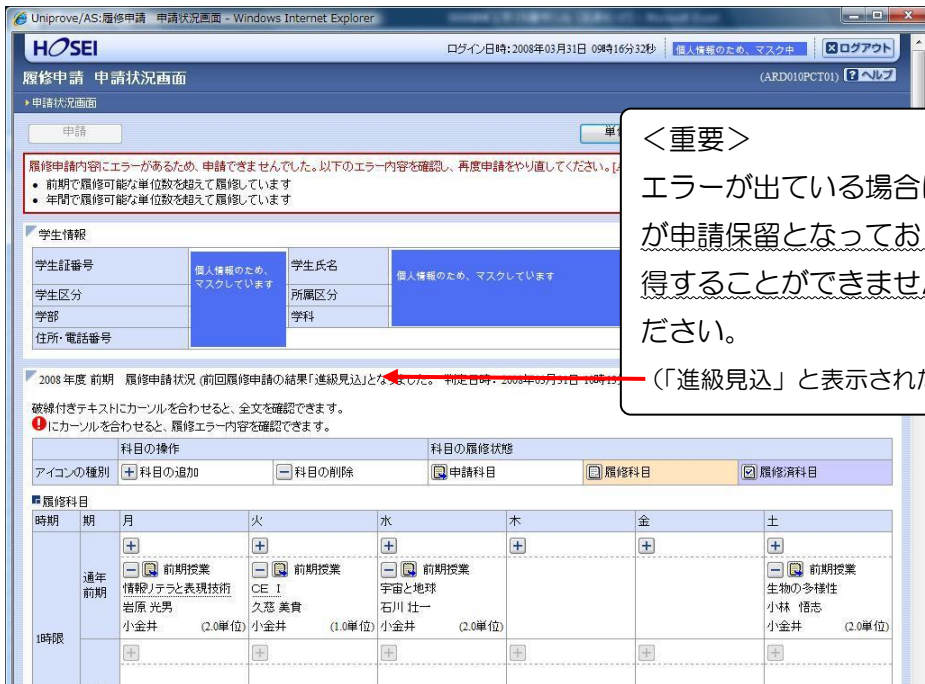 Uniprove/AS:履修申請 申請状況画面 - Windows Internet Explorer
HOSEI
ログイン日時:2008年03月31日 09時16分32秒 個人情報のため、マスク中 ログアウト
履修申請 申請状況画面 (ARD010PCT01) ? ヘルプ
申請状況画面
申請 単
履修申請内容にエラーがあるため、申請できませんでした。以下のエラー内容を確認し、再度申請をやり直してください。[
• 前期で履修可能な単位数を超えて履修しています
• 年間で履修可能な単位数を超えて履修しています
<重要>
エラーが出ている場合
が申請保留となってお
得することができませ
ださい。
(「進級見込」と表示された
学生情報
学生証番号 個人情報のため、マスクしています 学生氏名 個人情報のため、マスクしています
学生区分 所属区分
学部 学科
住所・電話番号
2008 年度 前期 履修申請状況 (前回履修申請の結果「進級見込」となりました。 判定日時: 2008年03月31日 16時
破線付きテキストにカーソルを合わせると、全文を確認できます。
にカーソルを合わせると、履修エラー内容を確認できます。
科目の操作 科目の履修状態
アイコンの種別 科目の追加 科目の削除 申請科目 履修科目 履修済科目
履修科目
時期 期 月 火 水 木 金 土
1時限 通年前期
前期授業 前期授業 前期授業 前期授業
情報リテラと表現技術 CE I 宇宙と地球 生物の多様性
岩原 光男 久慈 美貴 石川 壮一 小林 悟志
小金井 (2.0単位) 小金井 (1.0単位) 小金井 (2.0単位) 小金井 (2.0単位)